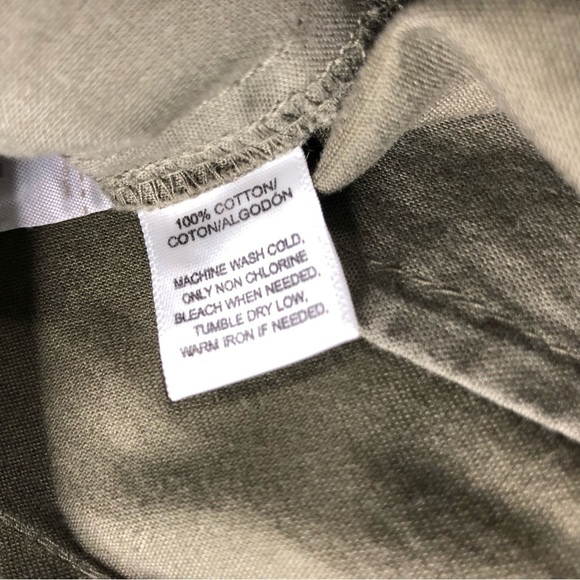 100% COTTON/
COTON/ALGODÓN
MACHINE WASH COLD,
ONLY NON CHLORINE
BLEACH WHEN NEEDED,
TUMBLE DRY LOW,
WARM IRON IF NEEDED.